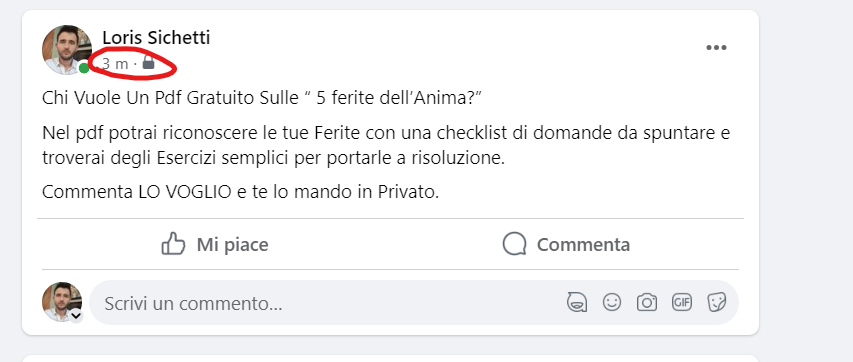 Loris Sichetti
3 m ·
Chi Vuole Un Pdf Gratuito Sulle “ 5 ferite dell’Anima?”
Nel pdf potrai riconoscere le tue Ferite con una checklist di domande da spuntare e
troverai degli Esercizi semplici per portarle a risoluzione.
Commenta LO VOGLIO e te lo mando in Privato.
Mi piace
Commenta
Scrivi un commento...
GIF